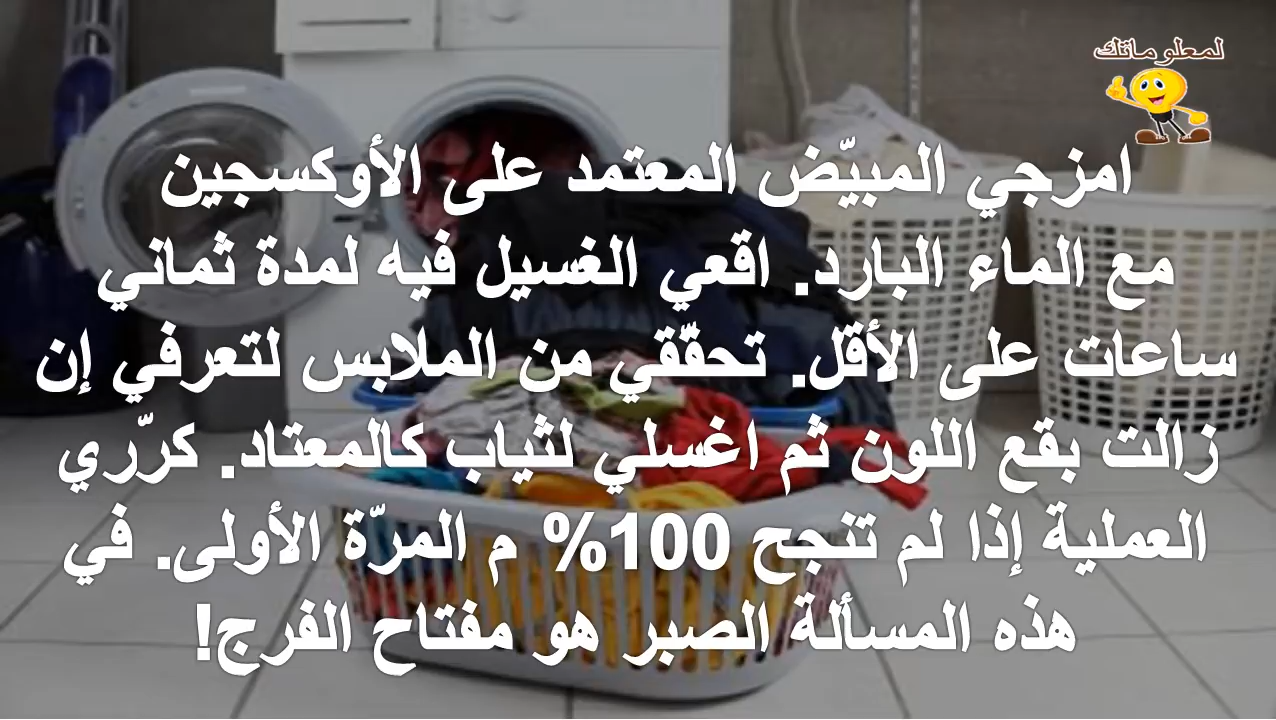 لمعلوماتك
امزجي المبيّض المعتمد على الأوكسجين
مع الماء البارد. اقعي الغسيل فيه لمدة ثماني
ساعات على الأقل. تحقّقي من الملابس لتعرفي إن
زالت بقع اللون ثم اغسلي لثياب كالمعتاد. كرّري
العملية إذا لم تنجح 100% م المرّة الأولى. في
هذه المسألة الصبر هو مفتاح الفرج!